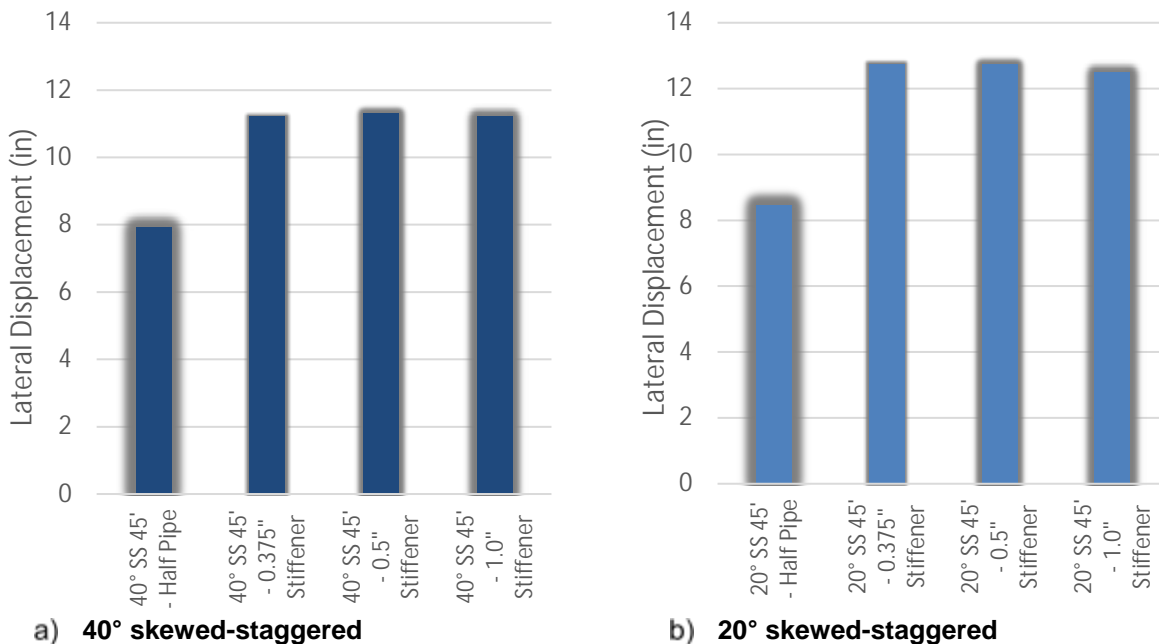 14
12
10
8
6
4
2
0
Lateral Displacement (in)
40° SS 45'
- Half Pipe
40° SS 45'
- 0.375"
Stiffener
40° SS 45'
- 0.5"
Stiffener
40° SS 45'
- 1.0"
Stiffener
a) 40° skewed-staggered
14
12
10
8
6
4
2
0
Lateral Displacement (in)
20° SS 45'
- Half Pipe
20° SS 45'
- 0.375"
Stiffener
20° SS 45'
- 0.5"
Stiffener
20° SS 45'
- 1.0"
Stiffener
b) 20° skewed-staggered